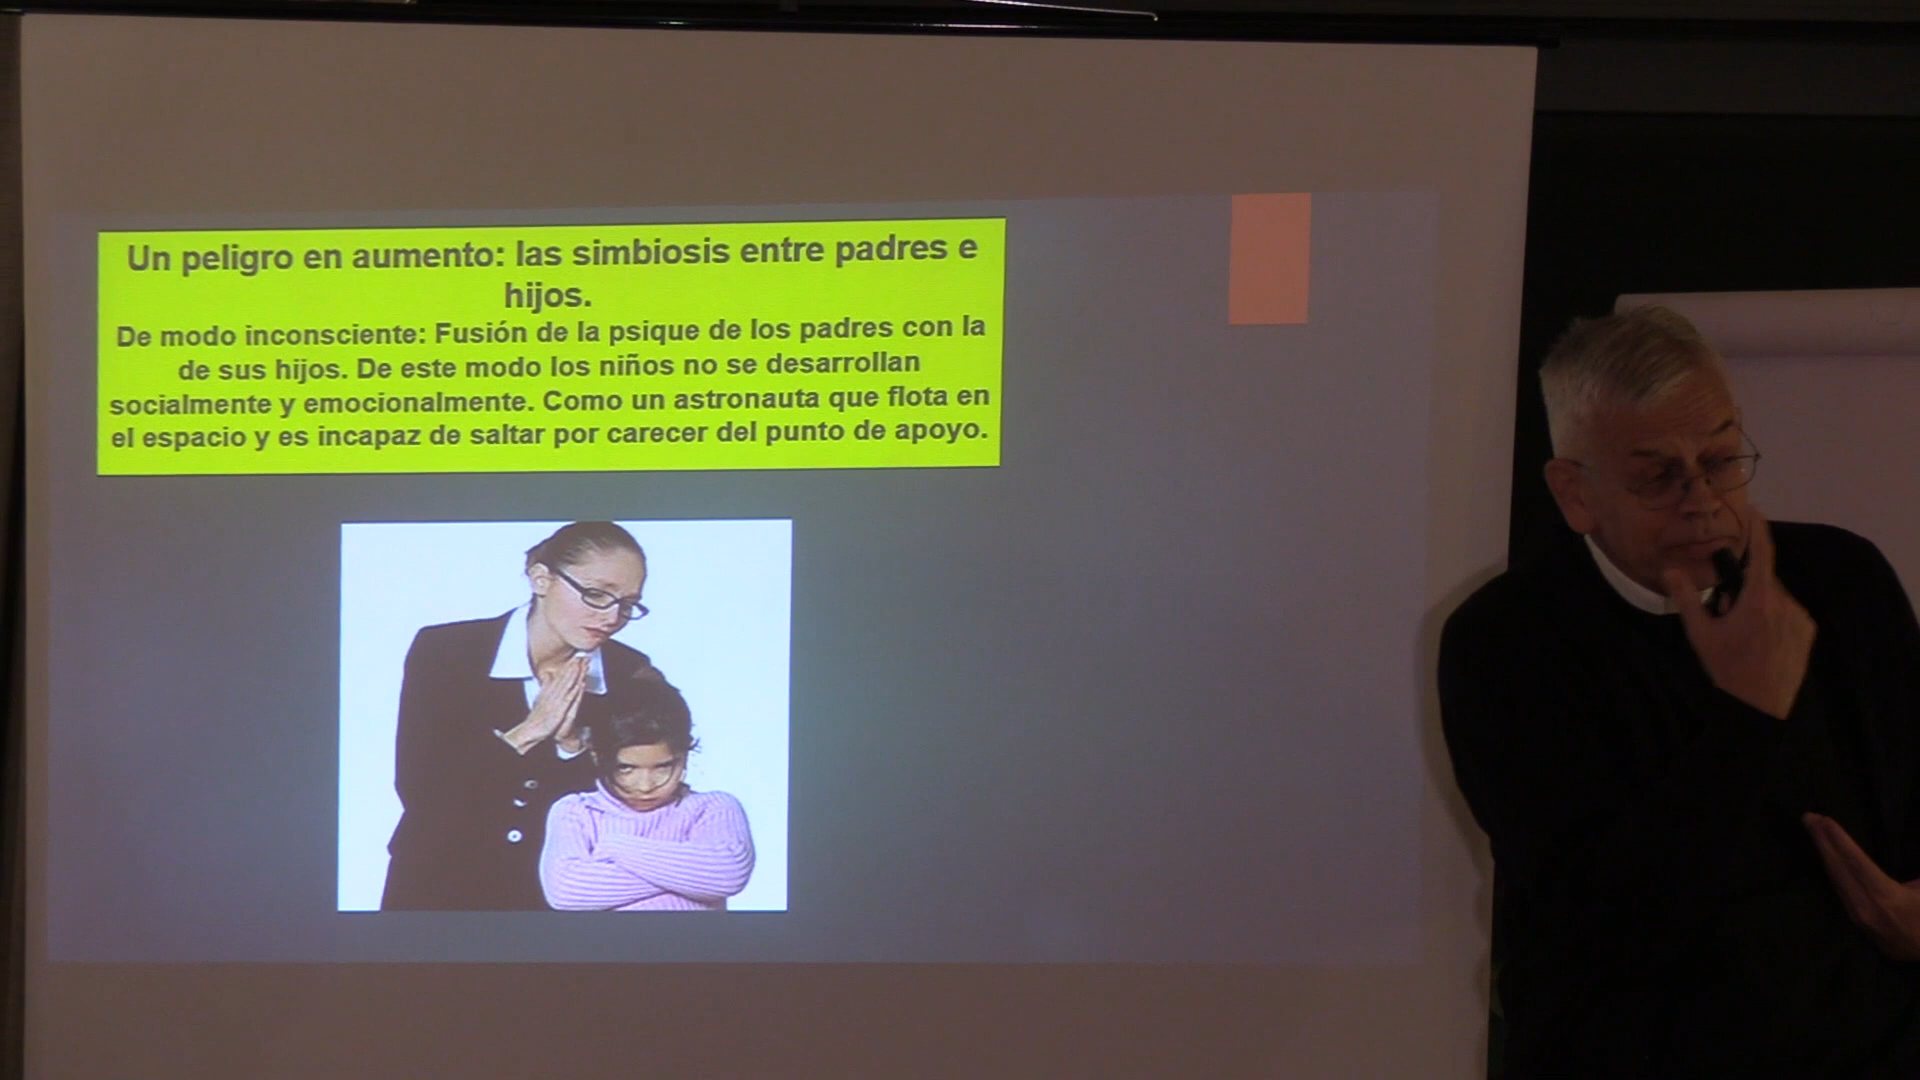 Un peligro en aumento: las simbiosis entre padres e
hijos.
De modo inconsciente: Fusión de la psique de los padres con la
de sus hijos. De este modo los niños no se desarrollan
socialmente y emocionalmente. Como un astronauta que flota en
el espacio y es incapaz de saltar por carecer del punto de apoyo.